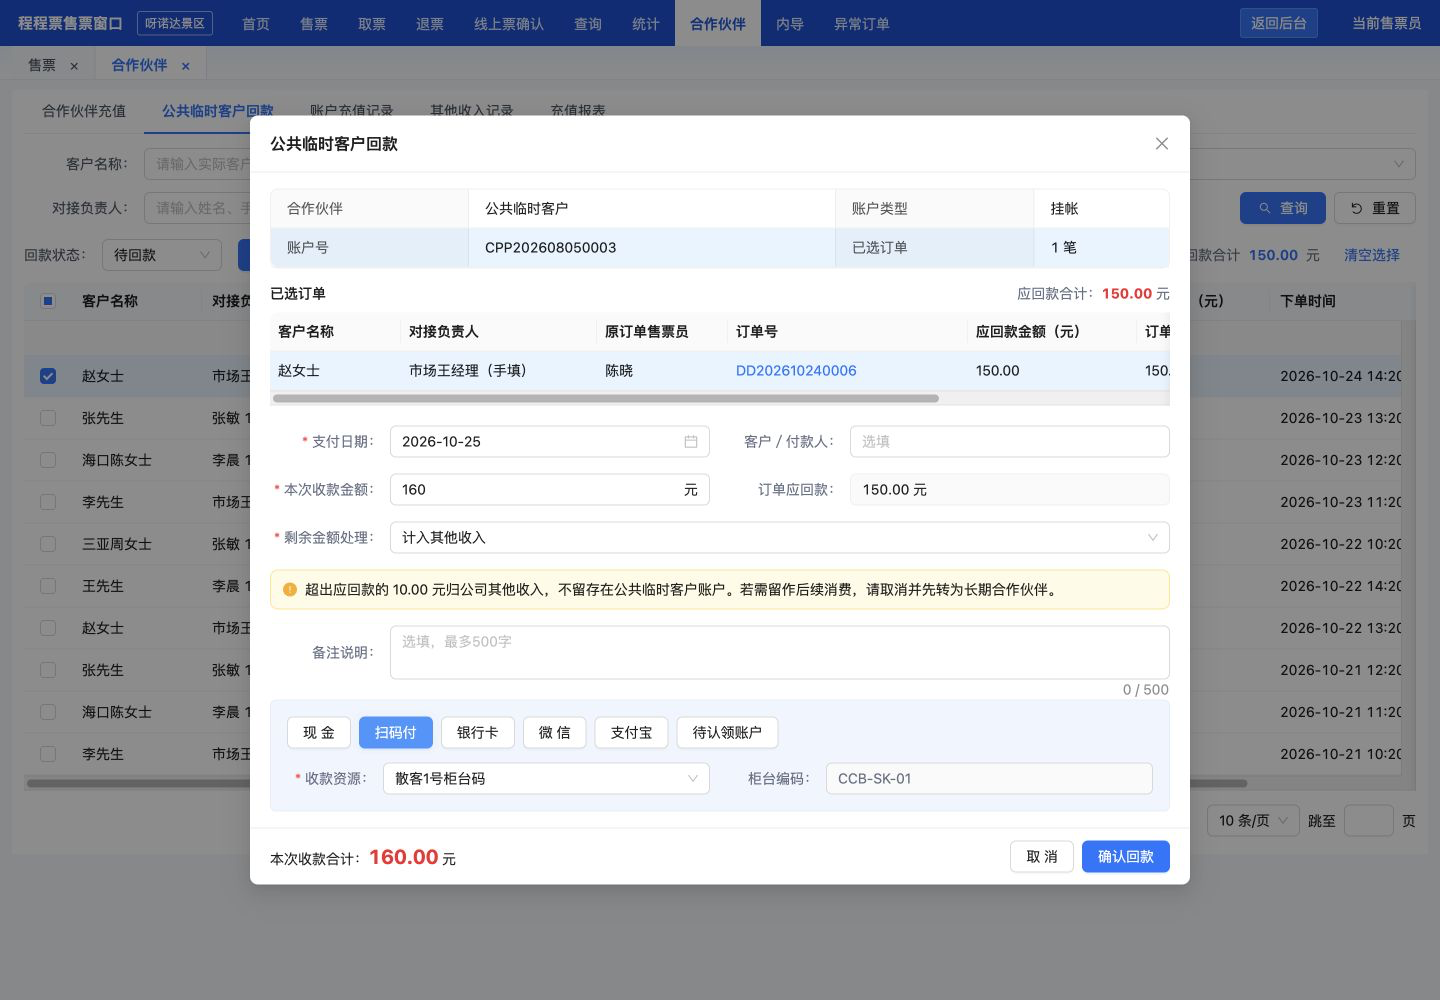 程程票售票窗口 呀诺达景区 首页 售票 取票 退票 线上票确认 查询 统计 合作伙伴 内导 异常订单 返回后台 当前售票员
售票 × 合作伙伴 ×
合作伙伴充值 公共临时客户回款 账户充值记录 其他收入记录 充值报表
客户名称: 请输入实际客户
对接负责人: 请输入姓名、手 查询 重置
回款状态: 待回款 回款合计 150.00 元 清空选择
客户名称 对接负 (元) 下单时间
赵女士 市场王 2026-10-24 14:20
张先生 张敏 1 2026-10-23 13:20
海口陈女士 李晨 1 2026-10-23 12:20
李先生 市场王 2026-10-23 11:20
三亚周女士 张敏 1 2026-10-22 10:20
王先生 李晨 1 2026-10-22 14:20
赵女士 市场王 2026-10-22 13:20
张先生 张敏 1 2026-10-21 12:20
海口陈女士 李晨 1 2026-10-21 11:20
李先生 市场王 2026-10-21 10:20
10 条/页 跳至 页
公共临时客户回款
合作伙伴 公共临时客户 账户类型 挂帐
账户号 CPP202608050003 已选订单 1 笔
已选订单 应回款合计: 150.00 元
客户名称 对接负责人 原订单售票员 订单号 应回款金额（元） 订单
赵女士 市场王经理（手填） 陈晓 DD202610240006 150.00 150.
* 支付日期: 2026-10-25 客户 / 付款人: 选填
* 本次收款金额: 160 元 订单应回款: 150.00 元
* 剩余金额处理: 计入其他收入
超出应回款的 10.00 元归公司其他收入，不留存在公共临时客户账户。若需留作后续消费，请取消并先转为长期合作伙伴。
备注说明: 选填，最多500字
0 / 500
现 金 扫码付 银行卡 微 信 支付宝 待认领账户
* 收款资源: 散客1号柜台码 柜台编码: CCB-SK-01
本次收款合计: 160.00 元 取 消 确认回款